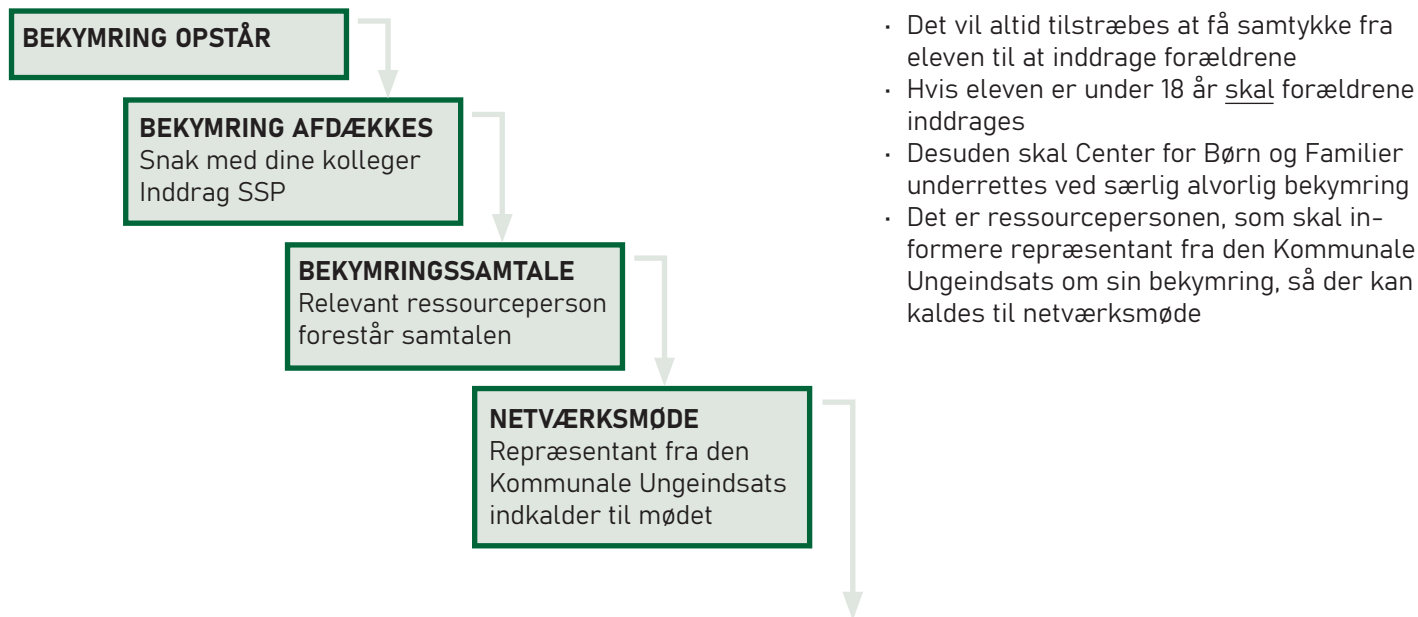 BEKYMRING OPSTÅR
BEKYMRING AFDÆKKES
Snak med dine kolleger
Inddrag SSP
BEKYMRINGSSAMTALE
Relevant ressourceperson
forestår samtalen
NETVÆRKSMØDE
Repræsentant fra den
Kommunale Ungeindsats
indkalder til mødet
· Det vil altid tilstræbes at få samtykke fra
eleven til at inddrage forældrene
· Hvis eleven er under 18 år skal forældrene
inddrages
· Desuden skal Center for Børn og Familier
underrettes ved særlig alvorlig bekymring
· Det er ressourcepersonen, som skal in-
formere repræsentant fra den Kommunale
Ungeindsats om sin bekymring, så der kan
kaldes til netværksmøde